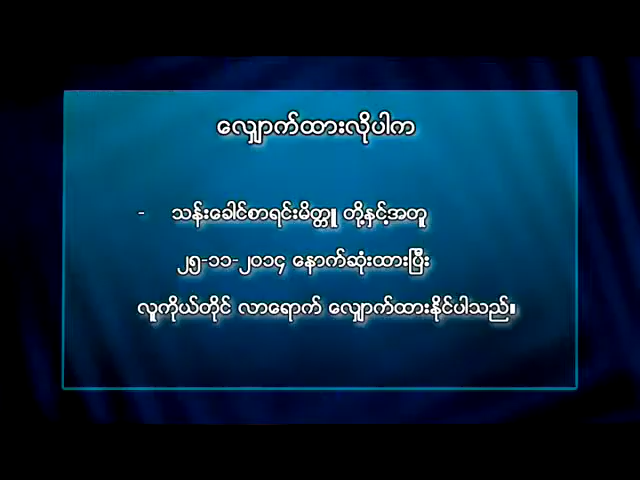 လျှောက်ထားလိုပါက
- သန်းခေါင်စာရင်းမိတ္တူ တို့နှင့်အတူ
၂၅-၁၁-၂၀၁၄ နောက်ဆုံးထားပြီး
လူကိုယ်တိုင် လာရောက် လျှောက်ထားနိုင်ပါသည်။